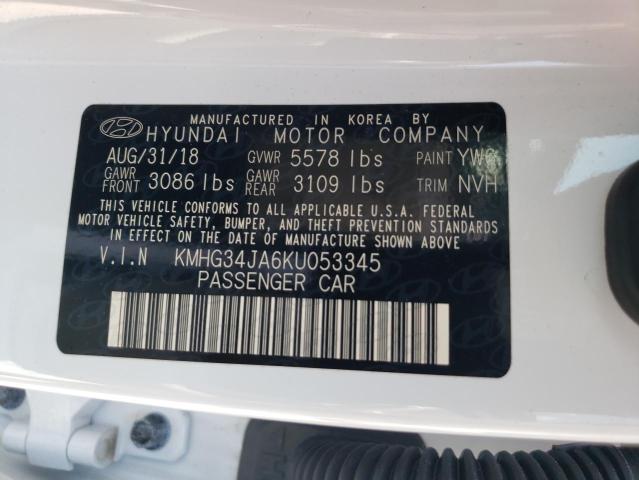 MANUFACTURED IN KOREA BY
HYUNDAI MOTOR COMPANY
AUG/31/18 GVWR 5578 lbs PAINT YW6
GAWR FRONT 3086 lbs GAWR REAR 3109 lbs TRIM NVH
THIS VEHICLE CONFORMS TO ALL APPLICABLE U.S.A. FEDERAL
MOTOR VEHICLE SAFETY, BUMPER, AND THEFT PREVENTION STANDARDS
IN EFFECT ON THE DATE OF MANUFACTURE SHOWN ABOVE
V.I.N KMHG34JA6KU053345
PASSENGER CAR